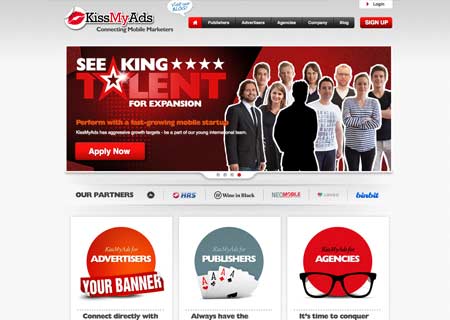 Visit our
BLOG!
Login
KissMyAds
Connecting Mobile Marketers
Home Publishers Advertisers Agencies Company Blog
SIGN UP
SEEKING
TALENT
FOR EXPANSION
Perform with a fast-growing mobile startup
KissMyAds has aggressive growth targets - be a part of our young international team.
Apply Now
OUR PARTNERS
HRS
Wine in Black
NEOMOBILE
binbit
KissMyAds for
ADVERTISERS
YOUR BANNER
KissMyAds for
PUBLISHERS
A A A A
KissMyAds for
AGENCIES
Connect directly with
Always have the
It's time to conquer